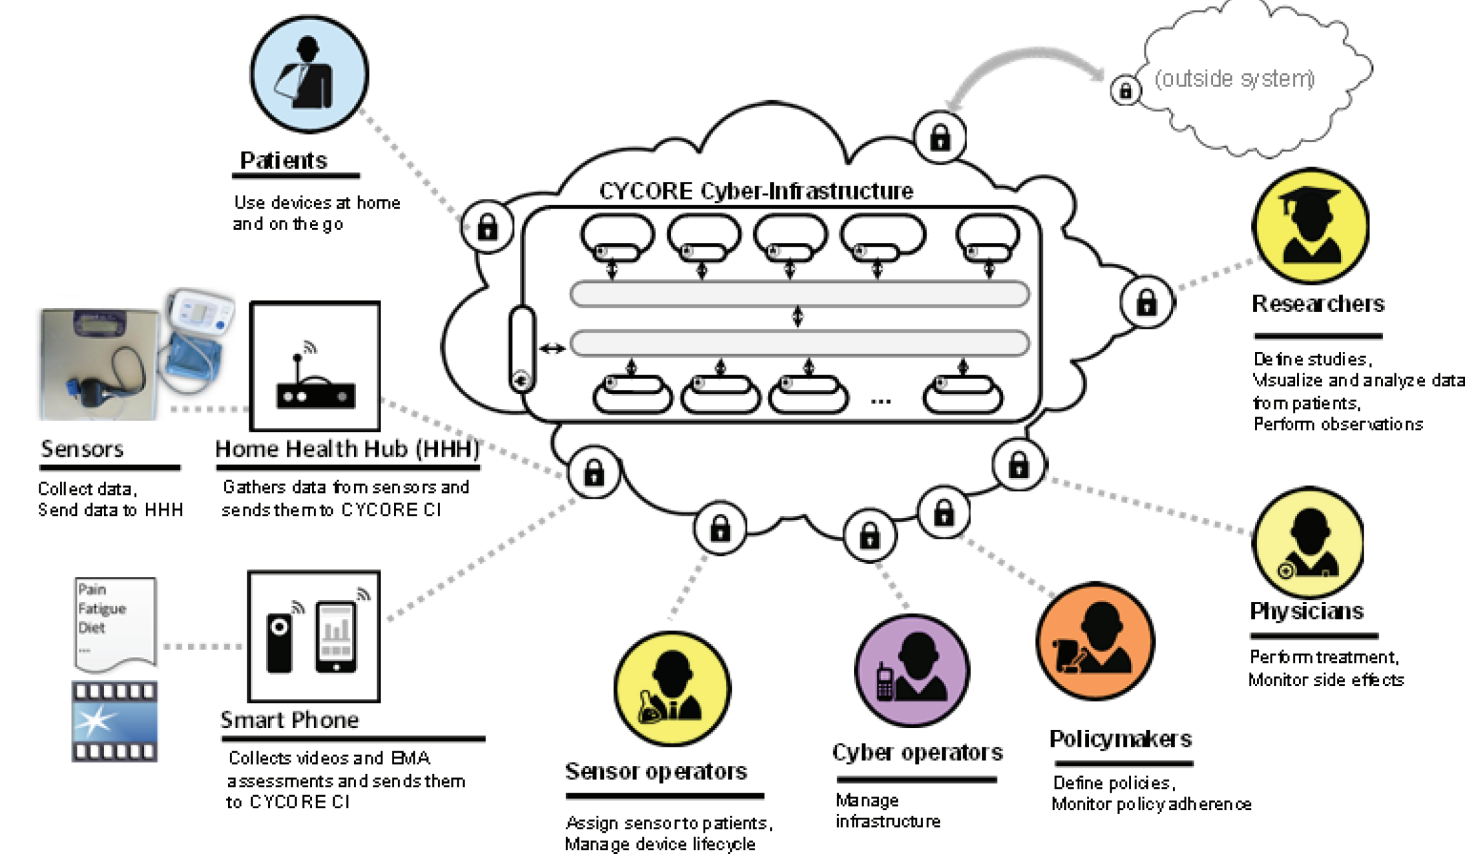 (outside system)
CYCORE Cyber-Infrastructure
Patients
Use devices at home
and on the go
Researchers
Define studies,
Visualize and analyze data
from patients,
Perform observations
Sensors
Collect data,
Send data to HHH
Home Health Hub (HHH)
Gathers data from sensors and
sends them to CYCORE CI
...
Pain
Fatigue
Diet
...
Smart Phone
Collects videos and EMA
assessments and sends them
to CYCORE CI
Sensor operators
Assign sensor to patients,
Manage device lifecycle
Cyber operators
Manage
infrastructure
Policymakers
Define policies,
Monitor policy adherence
Physicians
Perform treatment,
Monitor side effects